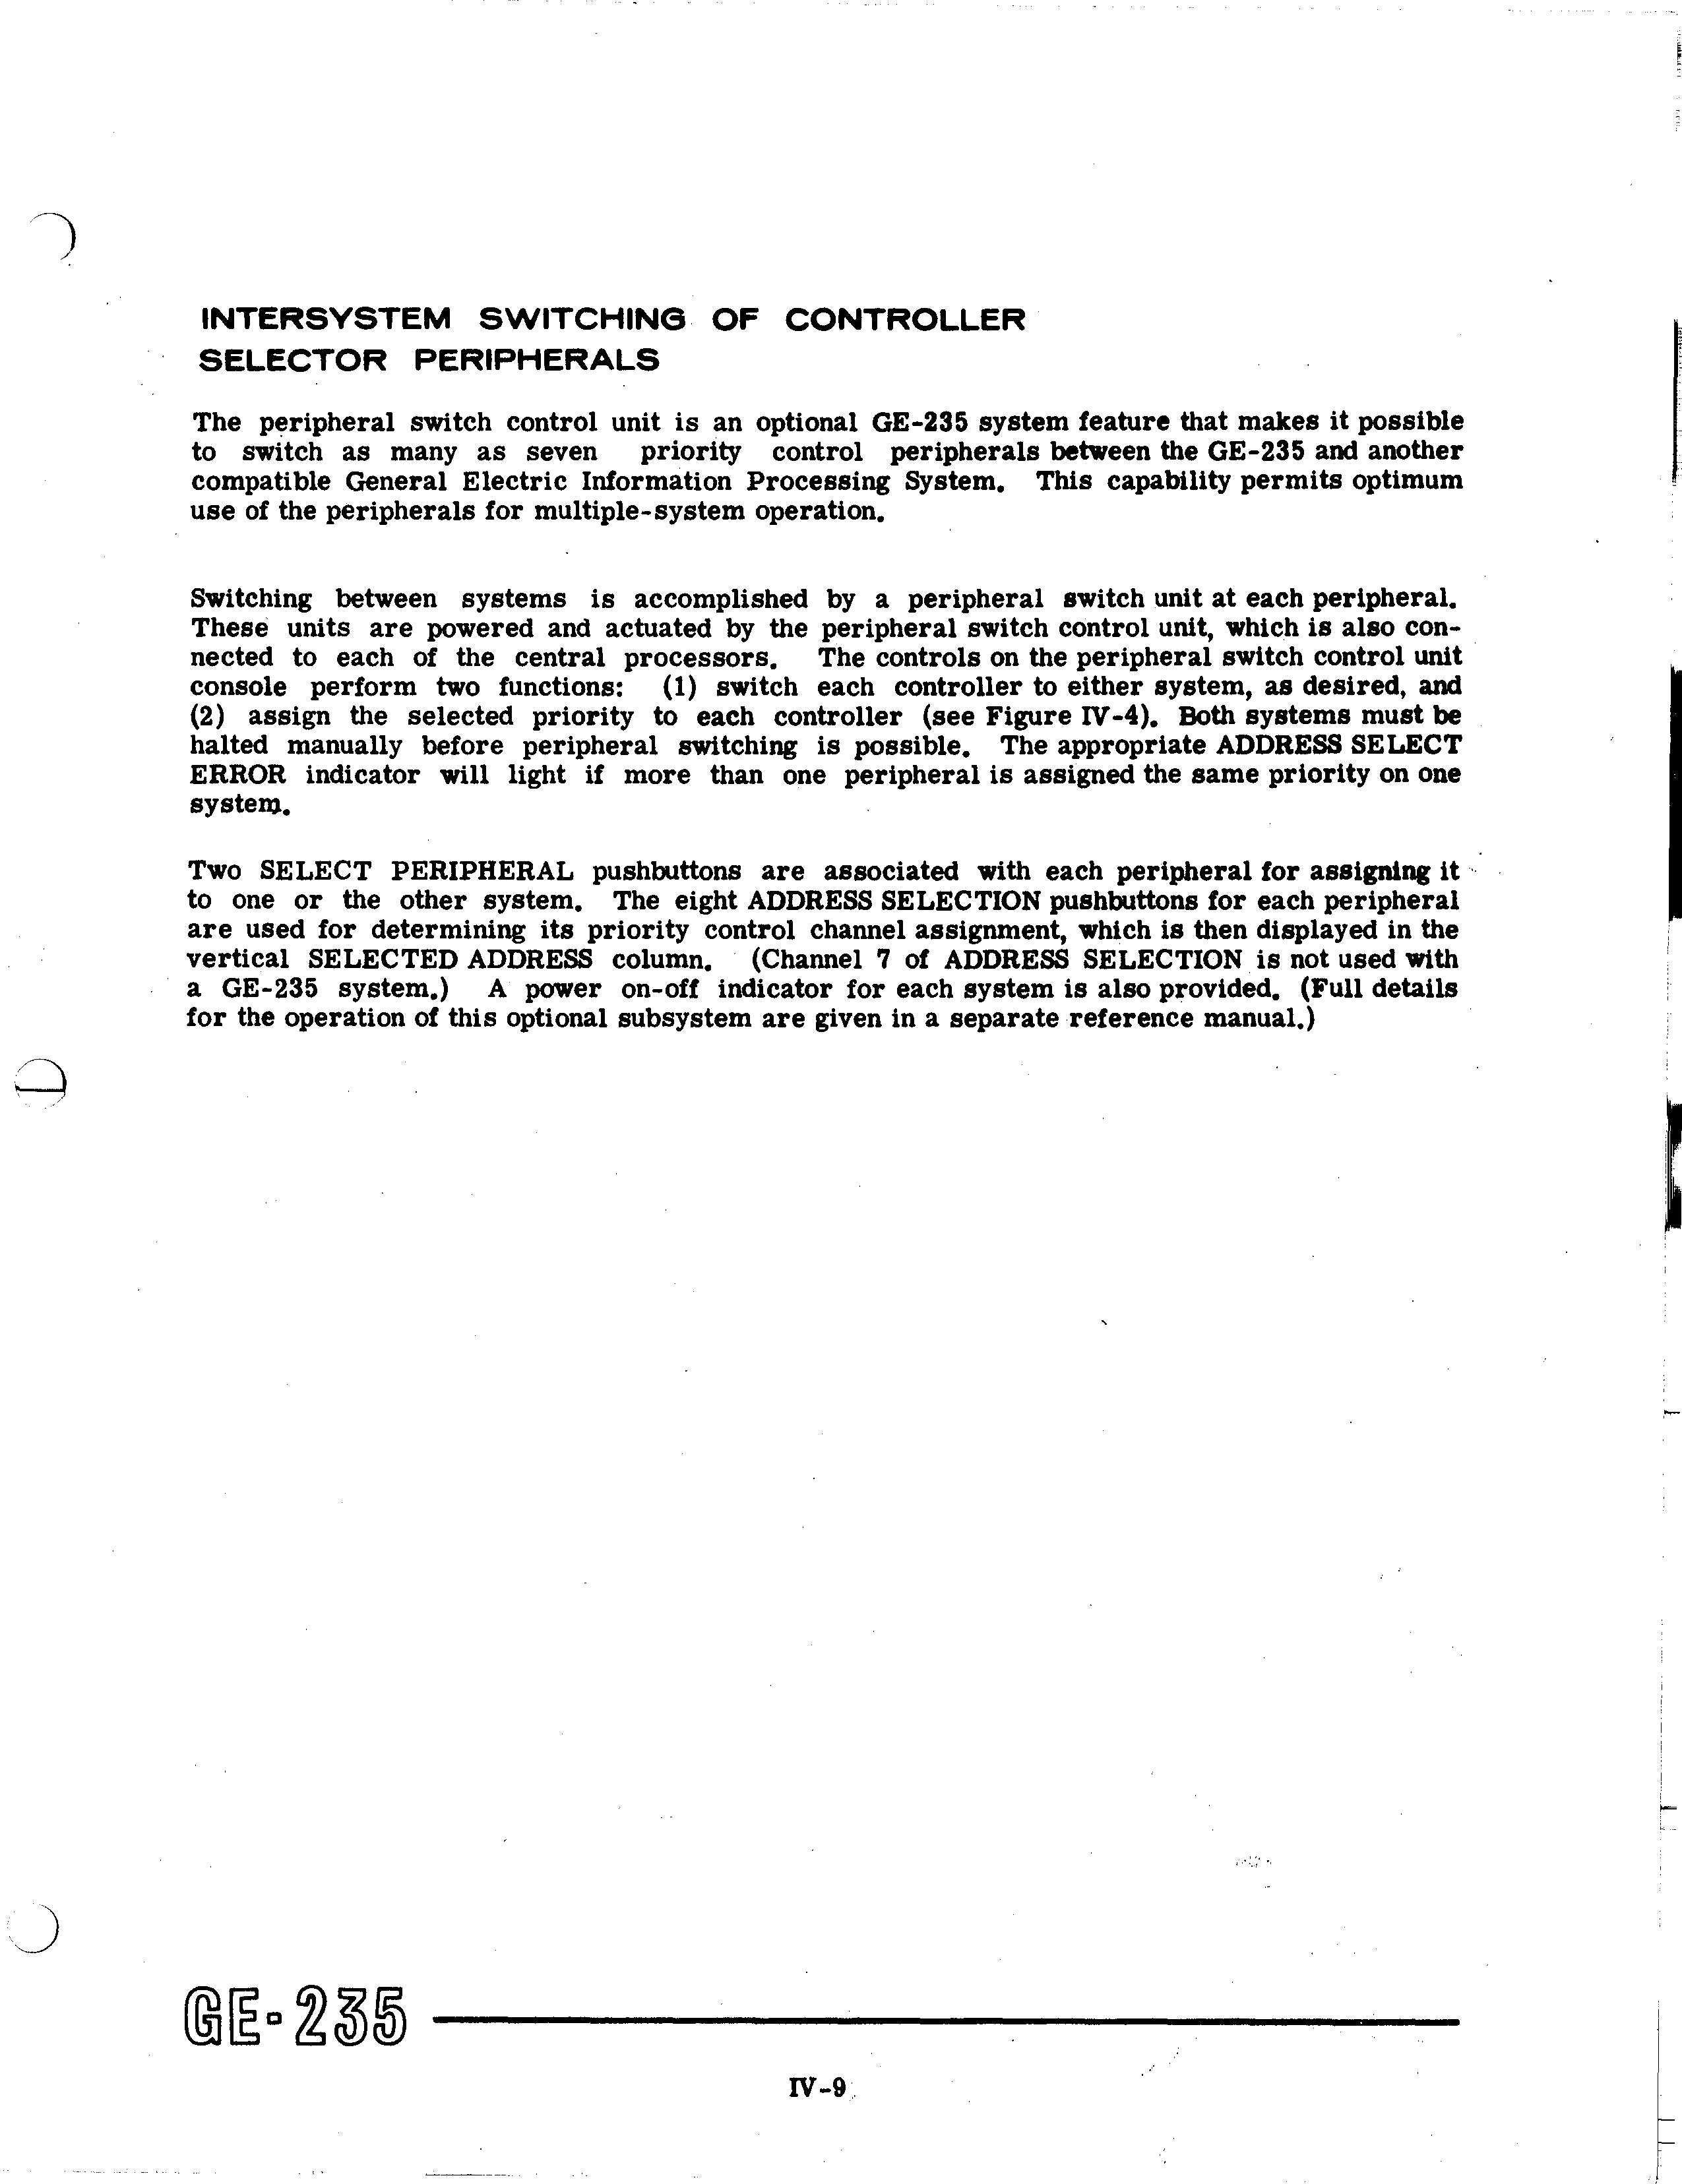 INTERSYSTEM SWITCHING OF CONTROLLER
SELECTOR PERIPHERALS
The peripheral switch control unit is an optional GE-235 system feature that makes it possible
to switch as many as seven priority control peripherals between the GE-235 and another
compatible General Electric Information Processing System. This capability permits optimum
use of the peripherals for multiple-system operation.
Switching between systems is accomplished by a peripheral switch unit at each peripheral.
These units are powered and actuated by the peripheral switch control unit, which is also con-
nected to each of the central processors. The controls on the peripheral switch control unit
console perform two functions: (1) switch each controller to either system, as desired, and
(2) assign the selected priority to each controller (see Figure IV-4). Both systems must be
halted manually before peripheral switching is possible. The appropriate ADDRESS SELECT
ERROR indicator will light if more than one peripheral is assigned the same priority on one
system.
Two SELECT PERIPHERAL pushbuttons are associated with each peripheral for assigning it
to one or the other system. The eight ADDRESS SELECTION pushbuttons for each peripheral
are used for determining its priority control channel assignment, which is then displayed in the
vertical SELECTED ADDRESS column. (Channel 7 of ADDRESS SELECTION is not used with
a GE-235 system.) A power on-off indicator for each system is also provided. (Full details
for the operation of this optional subsystem are given in a separate reference manual.)
GE-235
IV-9